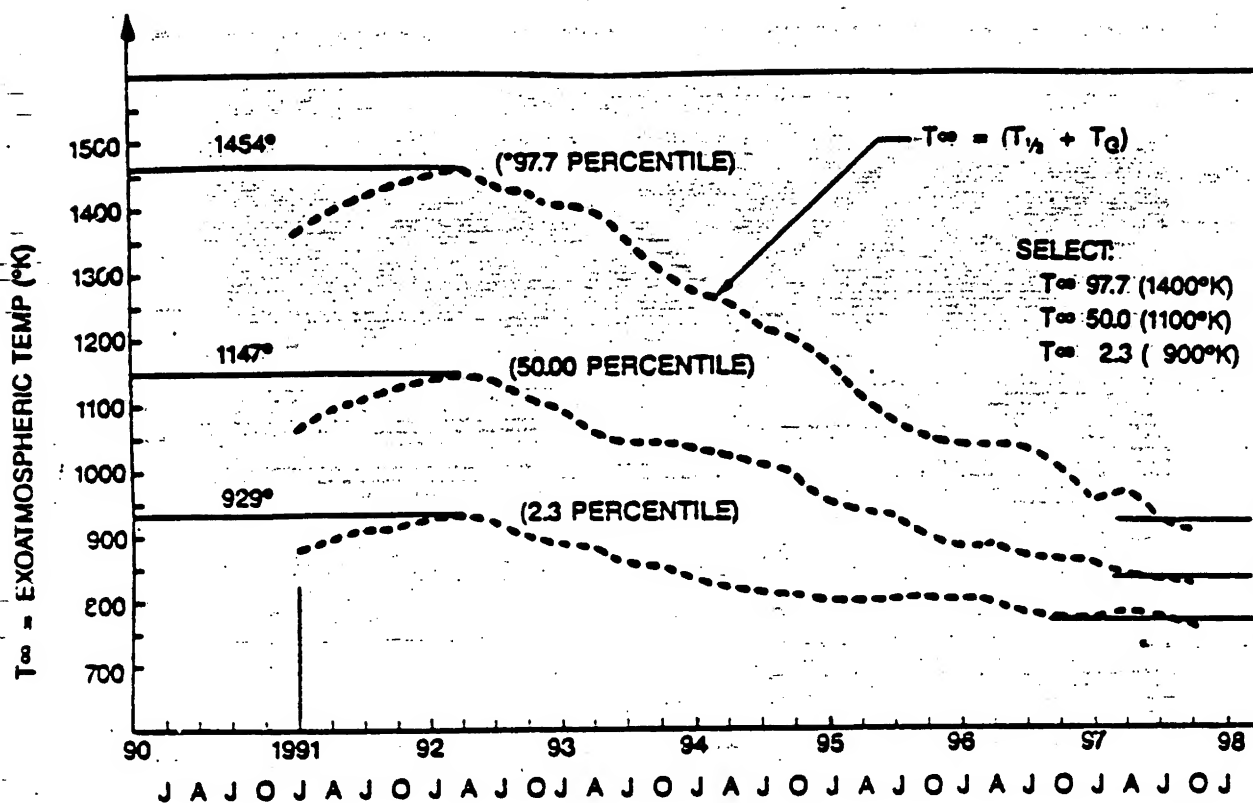 1454°
(*97.7 PERCENTILE)
T∞ = (T½ + TG)
SELECT:
T∞ 97.7 (1400°K)
T∞ 50.0 (1100°K)
T∞ 2.3 ( 900°K)
1147°
(50.00 PERCENTILE)
929°
(2.3 PERCENTILE)
T∞ = EXOATMOSPHERIC TEMP (°K)
1500
1400
1300
1200
1100
1000
900
800
700
90 1991 92 93 94 95 96 97 98
J A J O J A J O J A J O J A J O J A J O J A J O J A J O J A J O J